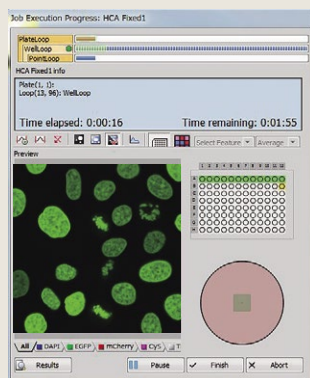 Job Execution Progress: HCA Fixed1
PlateLoop
WellLoop
PointLoop
HCA Fixed1 info
Plate(1, 1):
Loop(13, 96): WellLoop
Time elapsed: 0:00:16 Time remaining: 0:01:55
Select Feature Average
Preview
1 2 3 4 5 6 7 8 9 10 11 12
A
B
C
D
E
F
G
H
All DAPI EGFP mCherry Cy5 T
Results Pause Finish Abort